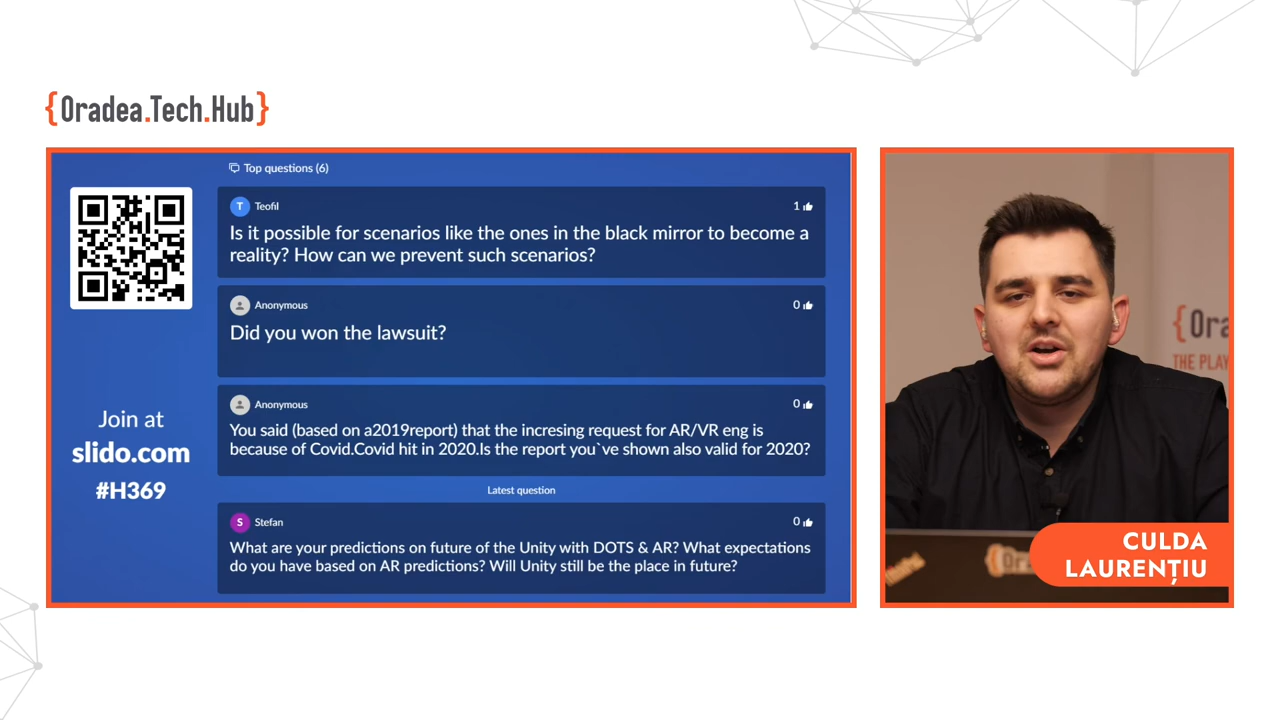 {Oradea.Tech.Hub}
Top questions (6)
T Teofil
1
Is it possible for scenarios like the ones in the black mirror to become a
reality? How can we prevent such scenarios?
Anonymous
0
Did you won the lawsuit?
Anonymous
0
You said (based on a2019report) that the incresing request for AR/VR eng is
because of Covid.Covid hit in 2020.Is the report you`ve shown also valid for 2020?
Latest question
S Stefan
0
What are your predictions on future of the Unity with DOTS & AR? What expectations
do you have based on AR predictions? Will Unity still be the place in future?
Join at
slido.com
#H369
{Ora
THE PLAY
{Ora
CULDA
LAURENȚIU